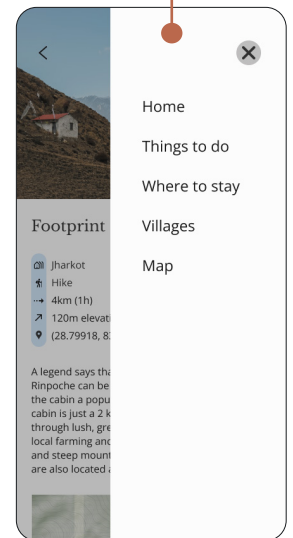 Home
Things to do
Where to stay
Villages
Map
Footprint
Jharkot
Hike
4km (1h)
120m elevati
(28.79918, 83
A legend says tha
Rinpoche can be
the cabin a popu
cabin is just a 2 k
through lush, gre
local farming and
and steep mount
are also located a